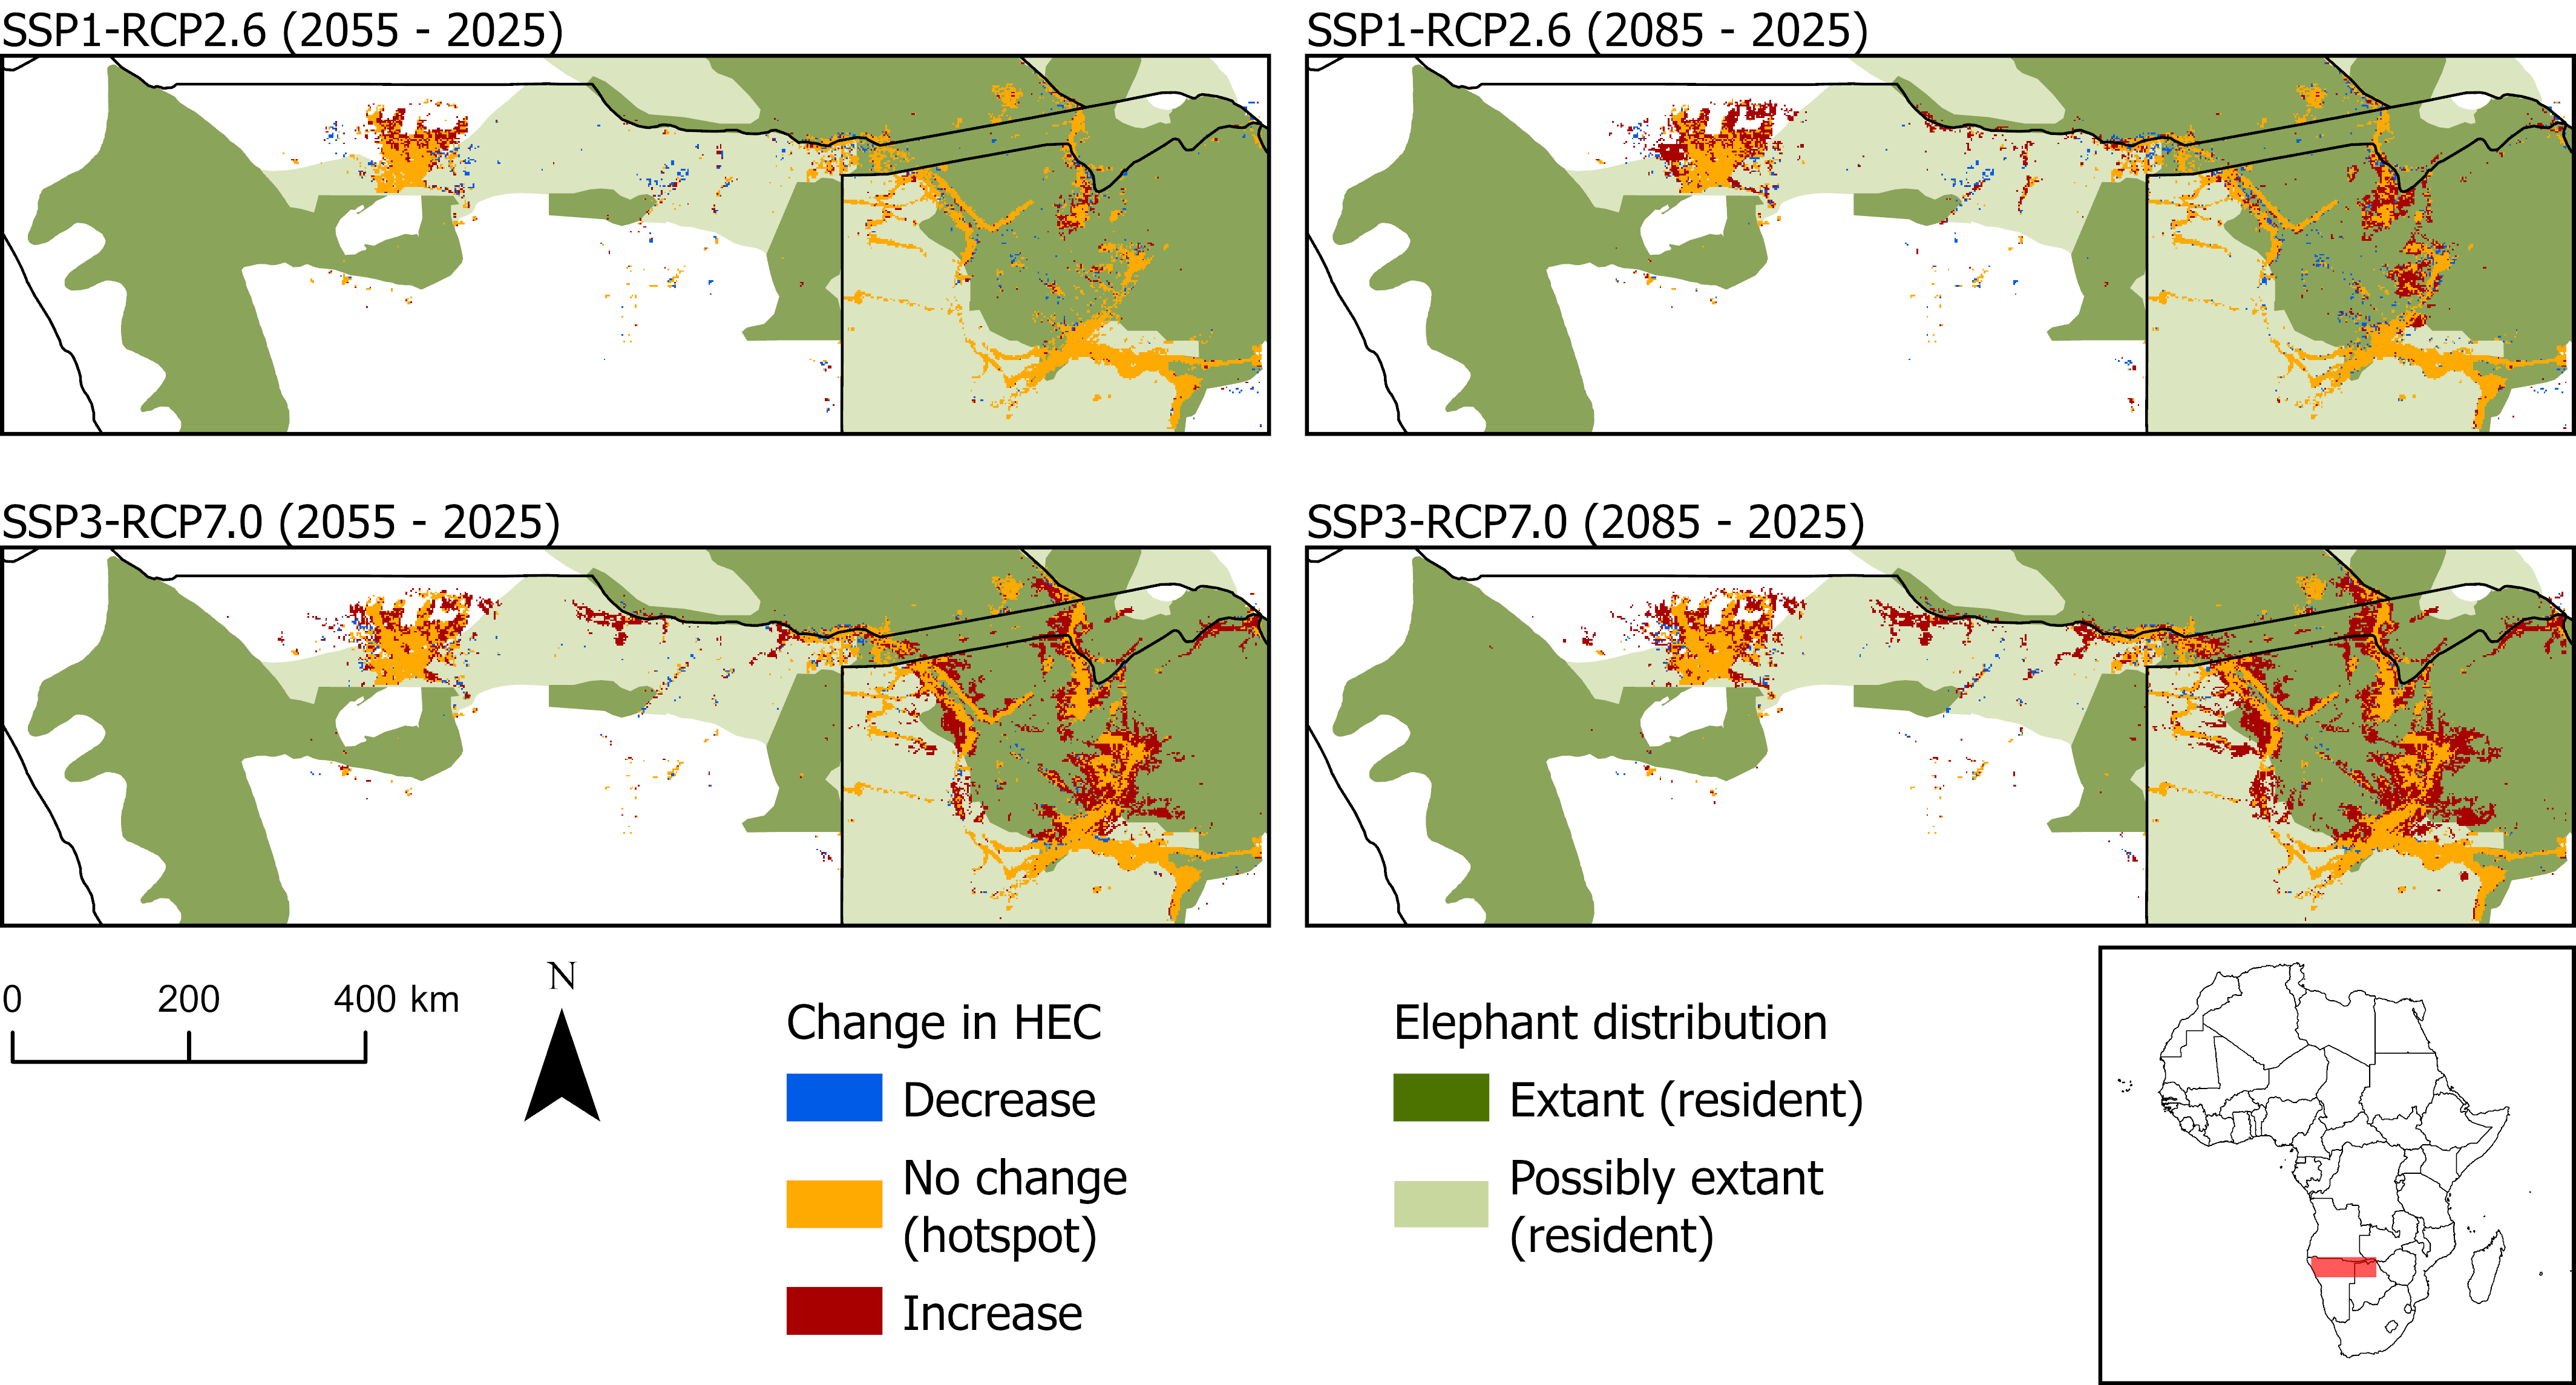 SSP1-RCP2.6 (2055 - 2025)
SSP1-RCP2.6 (2085 - 2025)
SSP3-RCP7.0 (2055 - 2025)
SSP3-RCP7.0 (2085 - 2025)
0 200 400 km
N
Change in HEC
Decrease
No change
(hotspot)
Increase
Elephant distribution
Extant (resident)
Possibly extant
(resident)